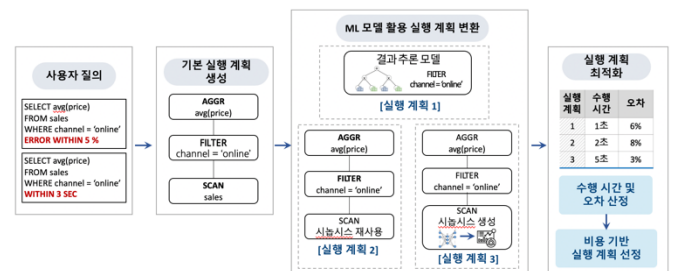 사용자 질의
SELECT avg(price)
FROM sales
WHERE channel = ‘online’
ERROR WITHIN 5 %
SELECT avg(price)
FROM sales
WHERE channel = ‘online’
WITHIN 3 SEC
기본 실행 계획
생성
AGGR
avg(price)
FILTER
channel = ‘online’
SCAN
sales
ML 모델 활용 실행 계획 변환
결과 추론 모델
FILTER
channel = ‘online’
[실행 계획 1]
AGGR
avg(price)
FILTER
channel = ‘online’
SCAN
시놉시스 재사용
[실행 계획 2]
AGGR
avg(price)
FILTER
channel = ‘online’
SCAN
시놉시스 생성
[실행 계획 3]
실행 계획
최적화
실행 계획 수행 시간 오차
1 1초 6%
2 2초 8%
3 5초 3%
수행 시간 및
오차 산정
비용 기반
실행 계획 선정